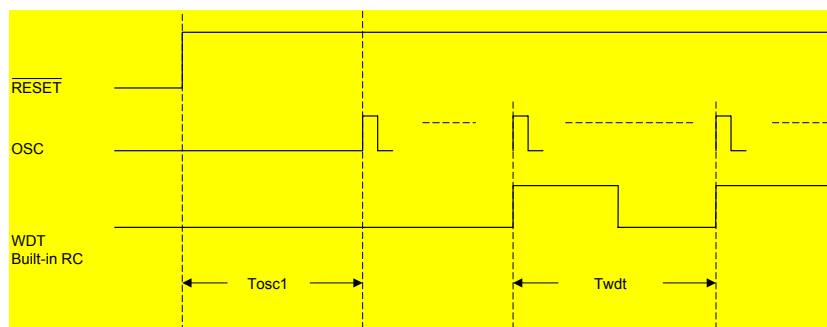 RESET
OSC
WDT
Built-in RC
Tosc1
Twdt